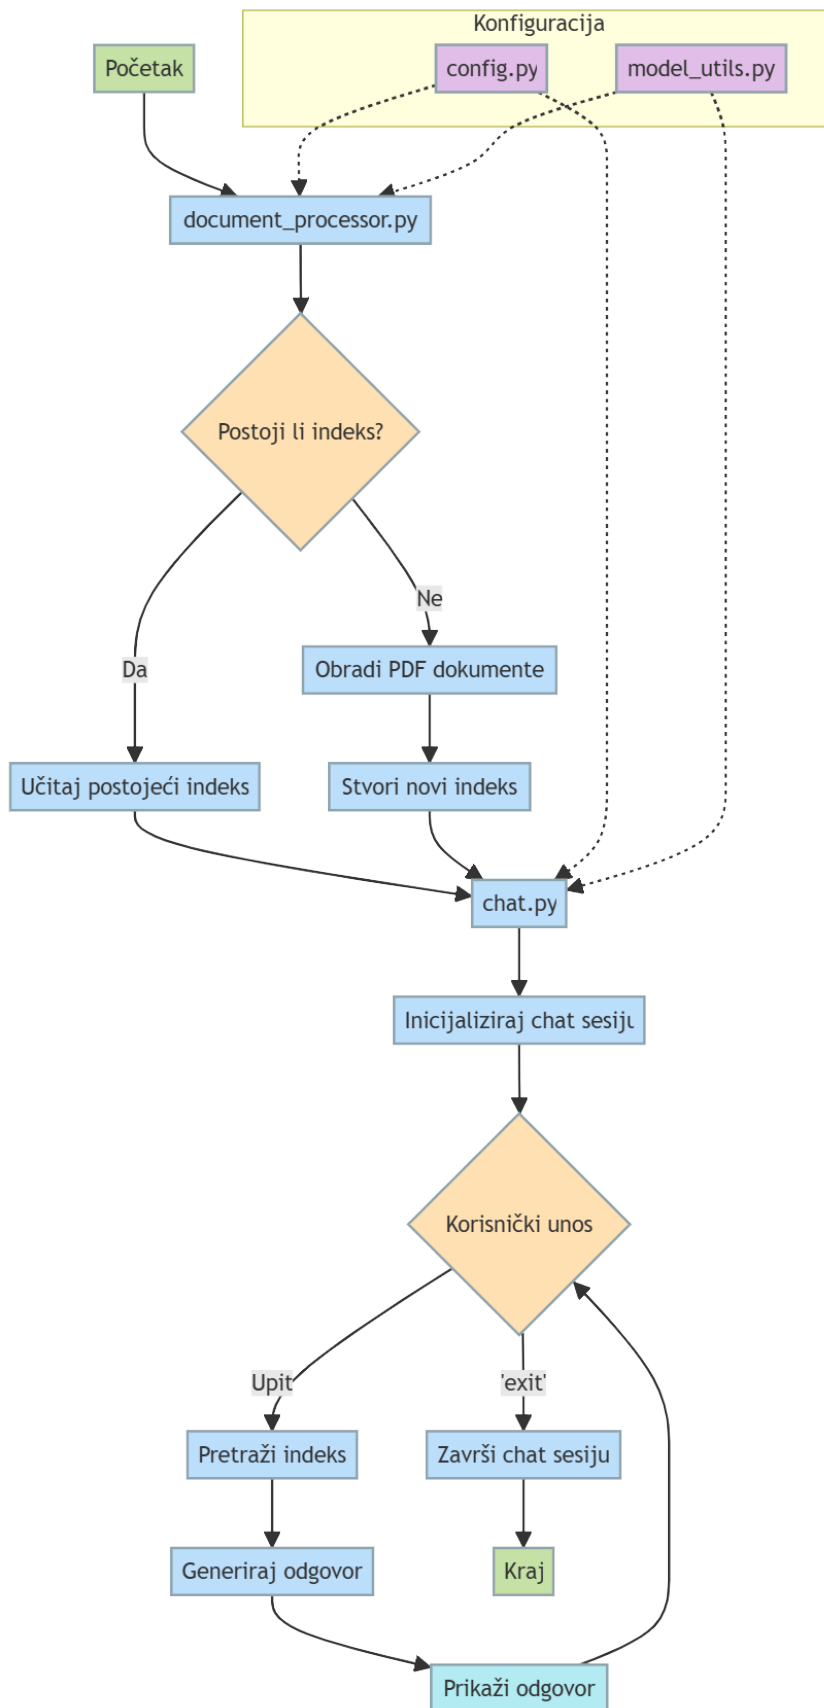 Konfiguracija
Početak
config.py
model_utils.py
document_processor.py
Postoji li indeks?
Ne
Da
Obradi PDF dokumente
Učitaj postojeći indeks
Stvori novi indeks
chat.py
Inicijaliziraj chat sesiju
Korisnički unos
Upit
'exit'
Pretraži indeks
Završi chat sesiju
Generiraj odgovor
Kraj
Prikaži odgovor